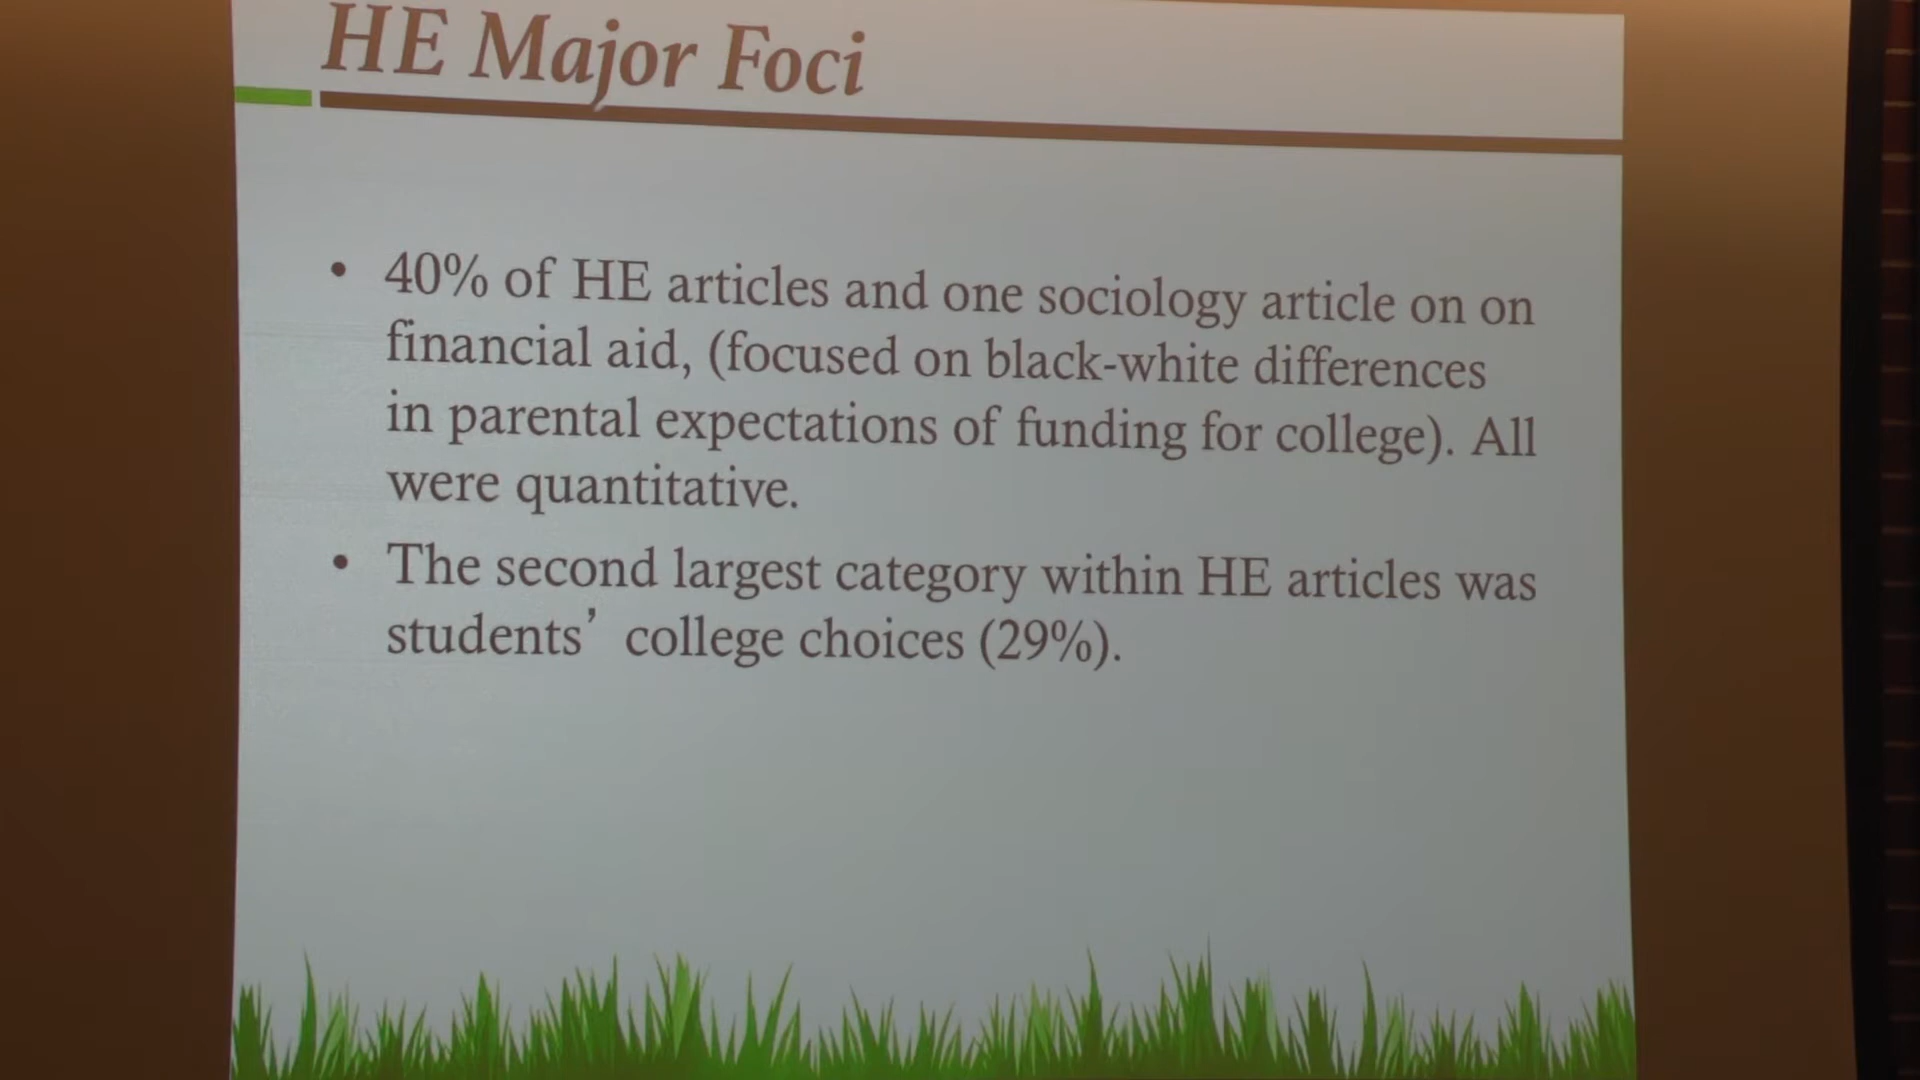 HE Major Foci
• 40% of HE articles and one sociology article on on
financial aid, (focused on black-white differences
in parental expectations of funding for college). All
were quantitative.
• The second largest category within HE articles was
students’ college choices (29%).